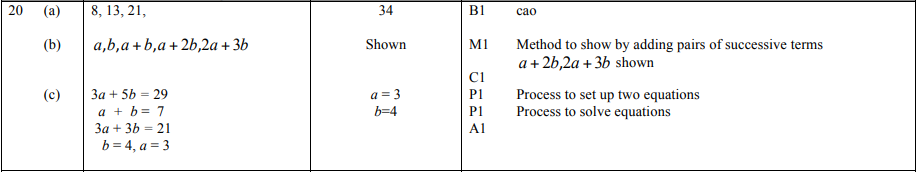 20 (a) 8, 13, 21, 34 B1 cao
(b) a,b,a + b,a + 2b,2a + 3b Shown M1 Method to show by adding pairs of successive terms
a + 2b,2a + 3b shown
C1
(c) 3a + 5b = 29 a = 3 P1 Process to set up two equations
a + b = 7 b=4 P1 Process to solve equations
3a + 3b = 21 A1
b = 4, a = 3